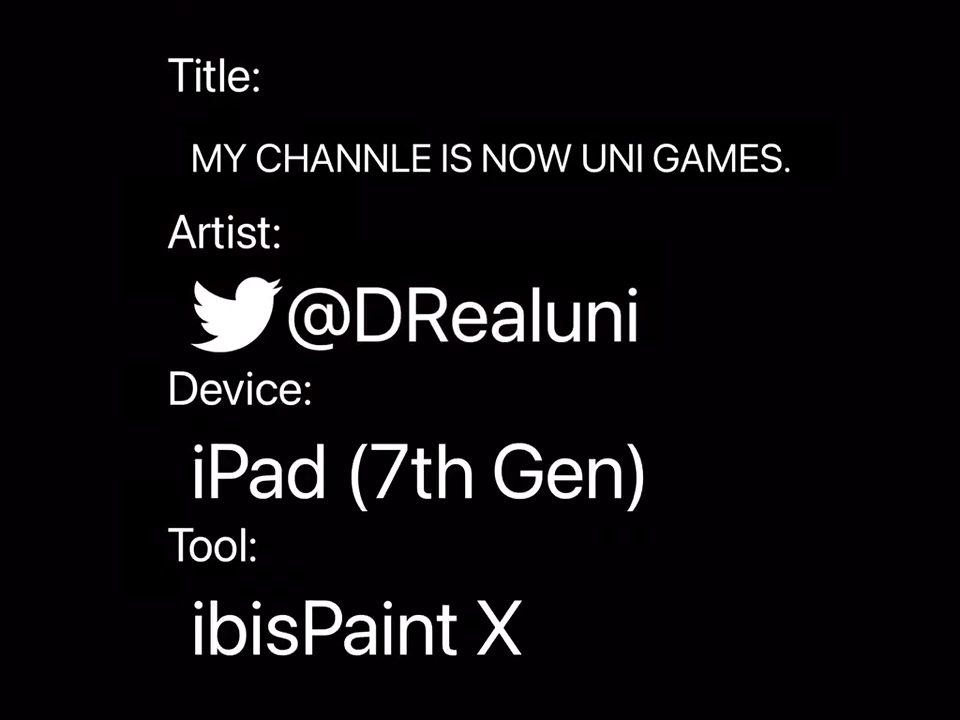 Title:
MY CHANNLE IS NOW UNI GAMES.
Artist:
@DRealuni
Device:
iPad (7th Gen)
Tool:
ibisPaint X